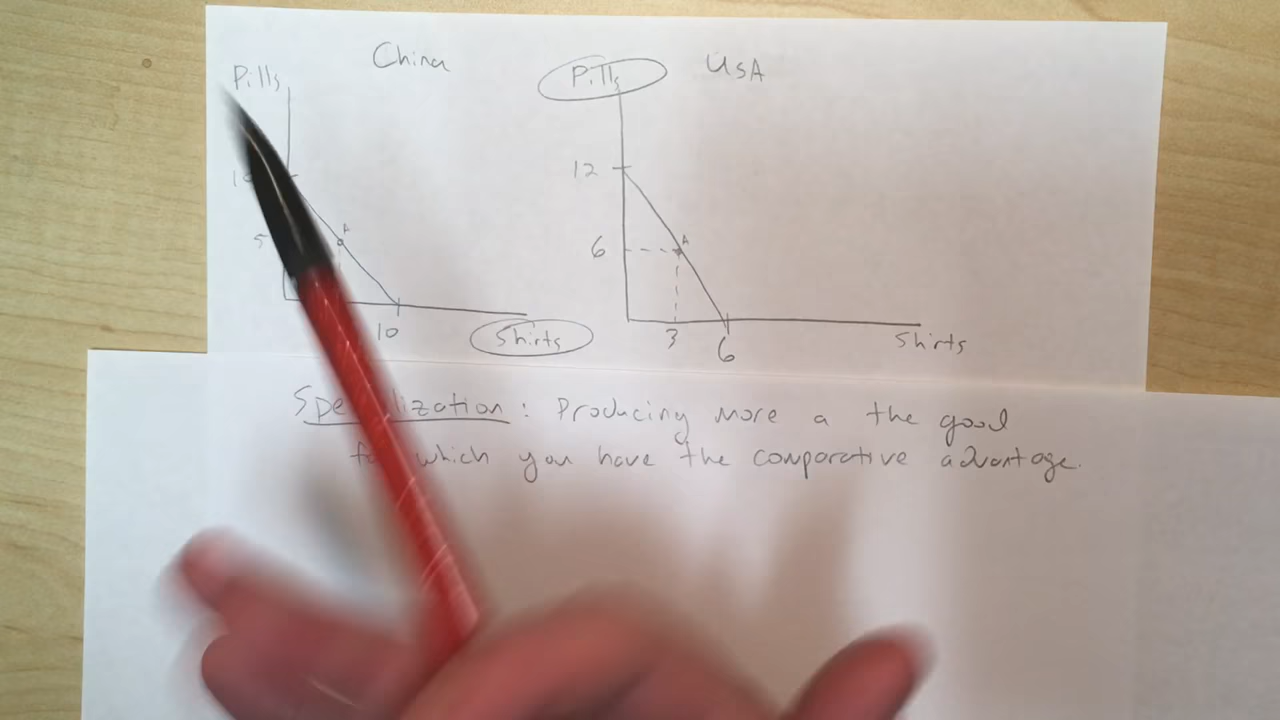 China
USA
Pills
Pills
12
5
6
10
Shirts
3
6
Shirts
: Producing more a the good
which you have the comparative advantage.